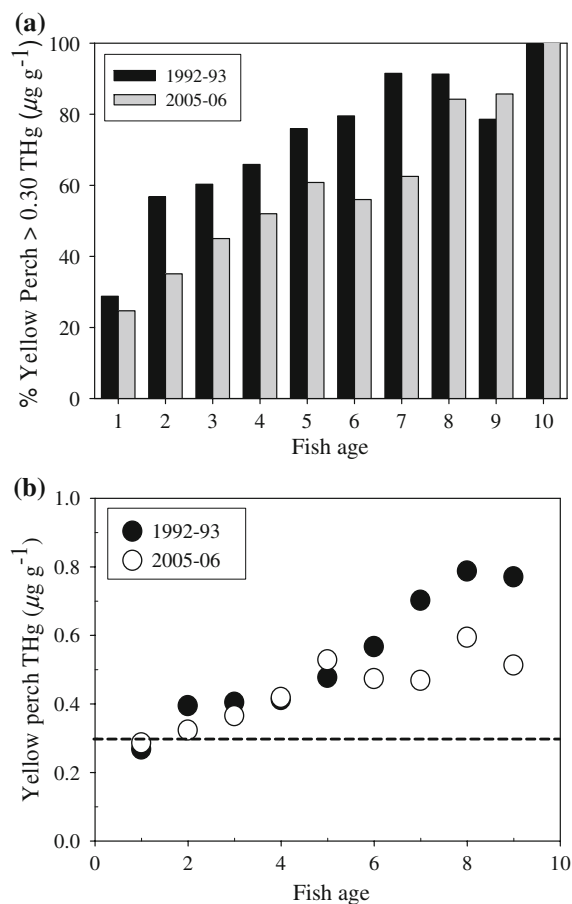 (a)
% Yellow Perch > 0.30 THg (μg g⁻¹)
100
80
60
40
20
0
1992-93
2005-06
1 2 3 4 5 6 7 8 9 10
Fish age
(b)
Yellow perch THg (μg g⁻¹)
1.0
0.8
0.6
0.4
0.2
0.0
1992-93
2005-06
0 2 4 6 8 10
Fish age